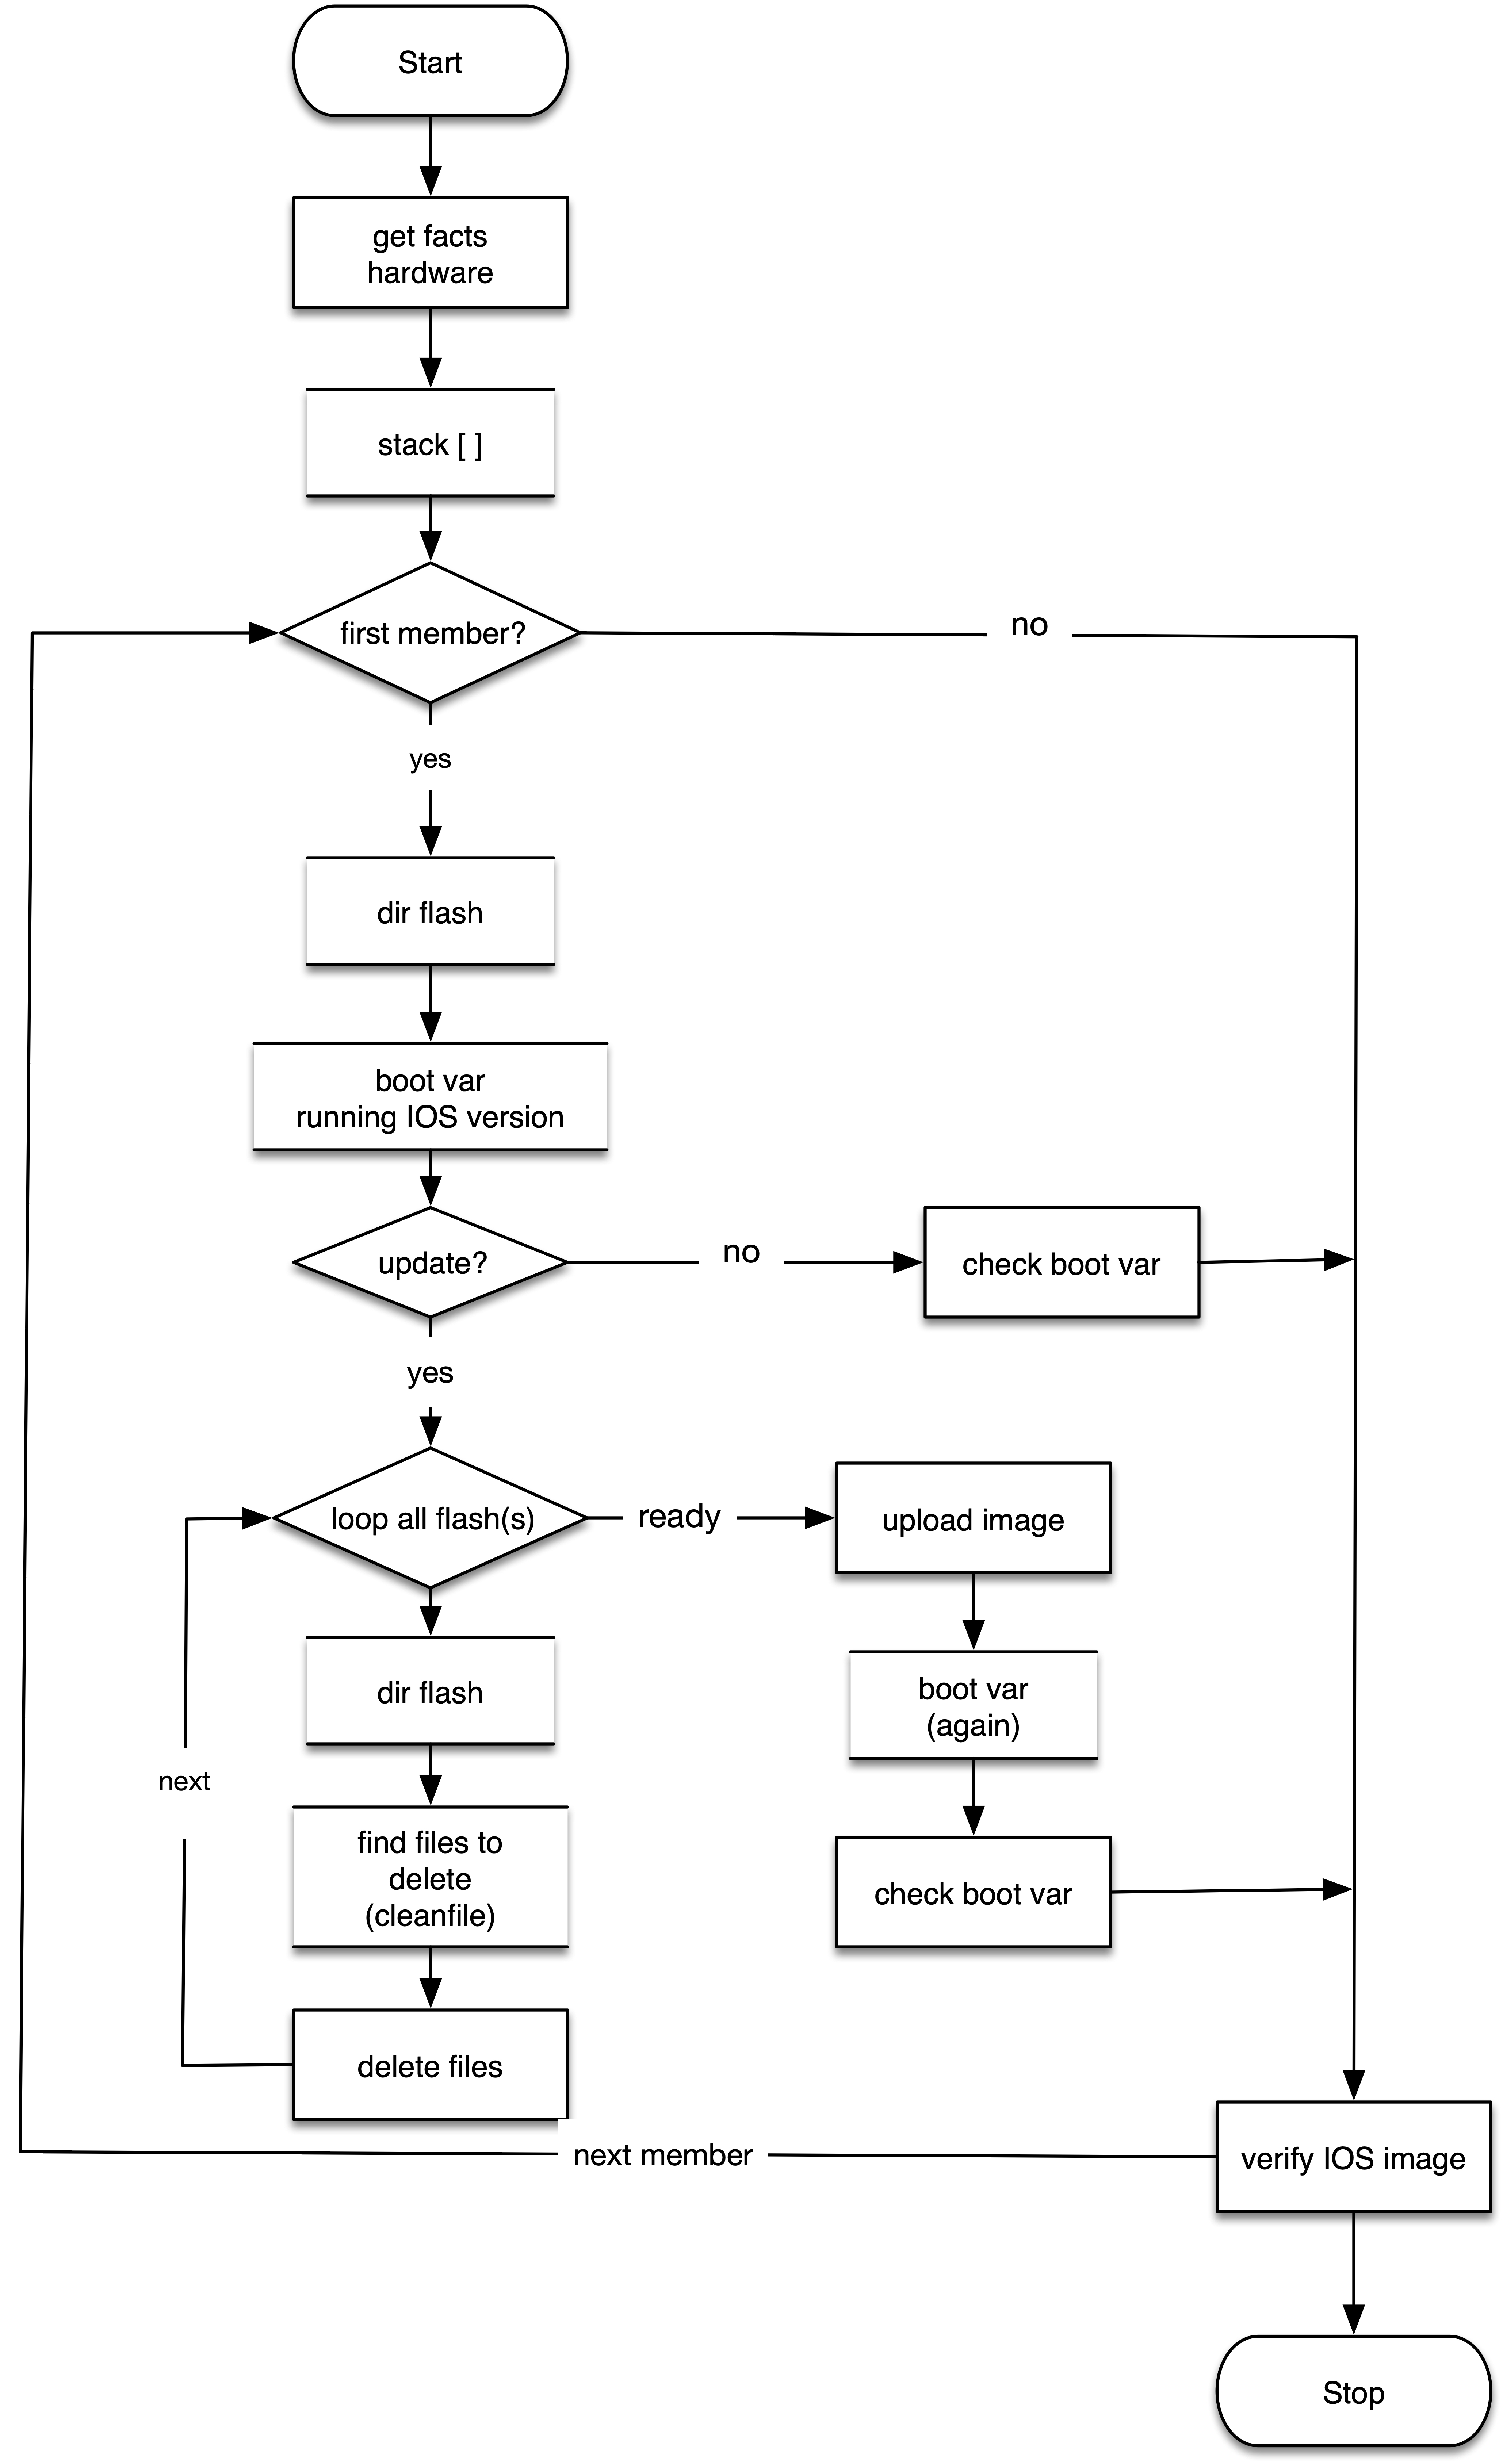 Start
get facts
hardware
stack [ ]
first member?
no
yes
dir flash
boot var
running IOS version
update?
no
check boot var
yes
loop all flash(s)
ready
upload image
dir flash
boot var
(again)
next
find files to
delete
(cleanfile)
check boot var
delete files
next member
verify IOS image
Stop